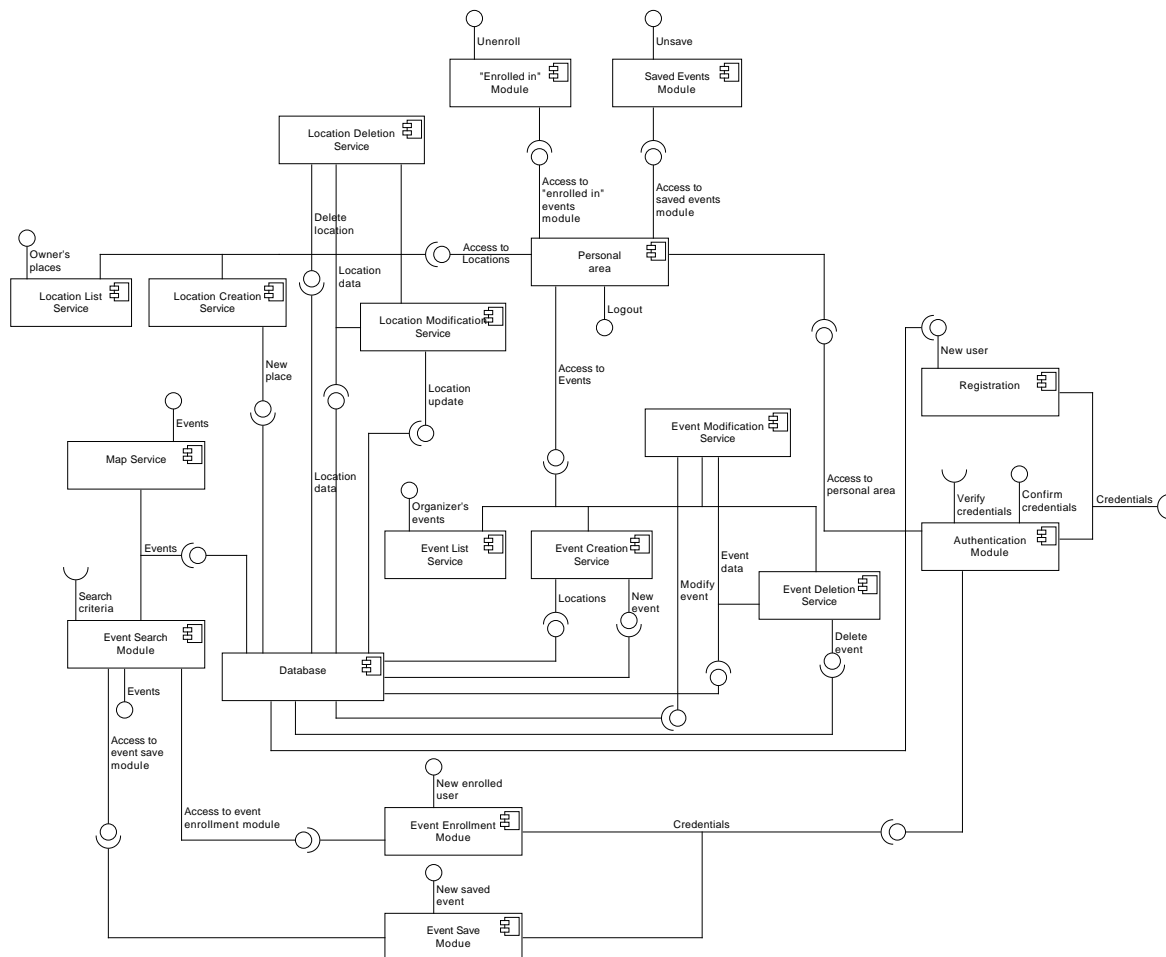 Unenroll
Unsave
"Enrolled in"
Module
Saved Events
Module
Location Deletion
Service
Access to
"enrolled in"
events
module
Access to
saved events
module
Delete
location
Owner's
places
Access to
Locations
Personal
area
Location
data
Location List
Service
Location Creation
Service
Location Modification
Service
Logout
New user
New
place
Access to
Events
Location
update
Registration
Events
Event Modification
Service
Map Service
Location
data
Access to
personal area
Verify
credentials
Confirm
credentials
Credentials
Organizer's
events
Events
Event List
Service
Event Creation
Service
Event
data
Authentication
Module
Modify
event
Search
criteria
Locations
New
event
Event Deletion
Service
Event Search
Module
Delete
event
Database
Events
Access to
event save
module
New enrolled
user
Access to event
enrollment module
Event Enrollment
Modue
Credentials
New saved
event
Event Save
Modue